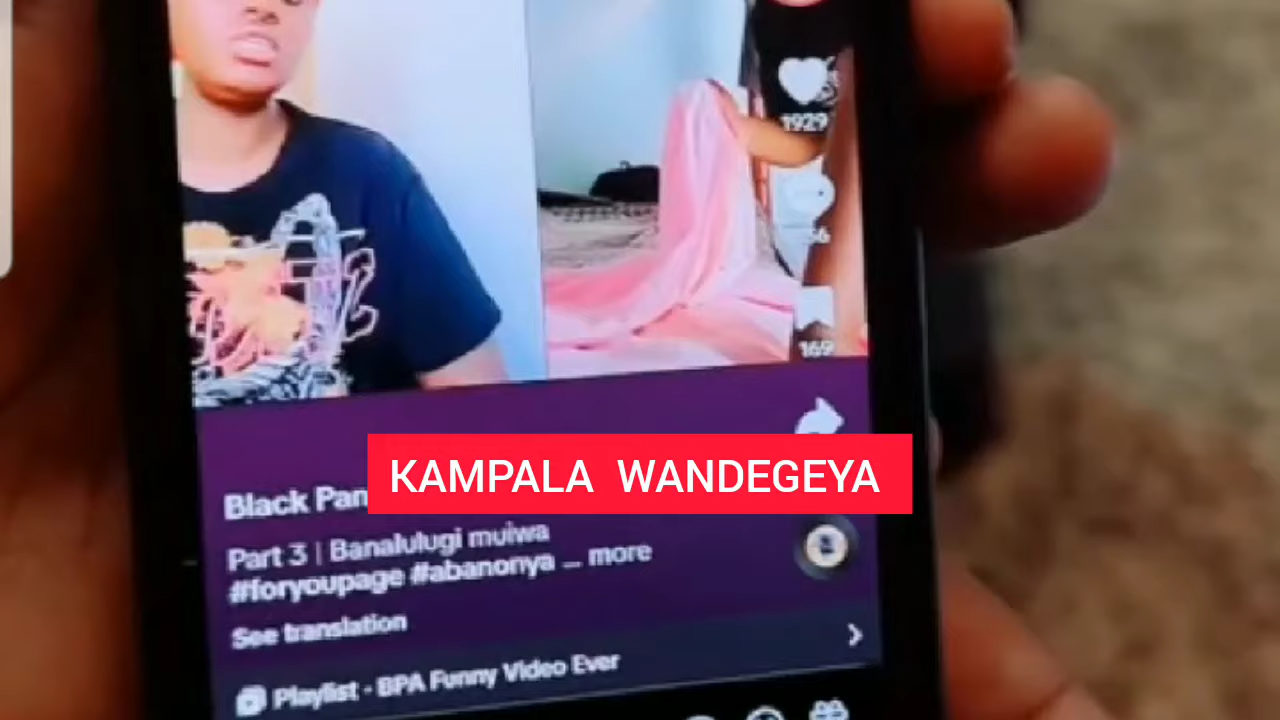 1929
169
KAMPALA WANDEGEYA
Black Pan
Part 3 | Banalulugi muiwa
#foryoupage #abanonya ... more
See translation
Playlist - BPA Funny Video Ever